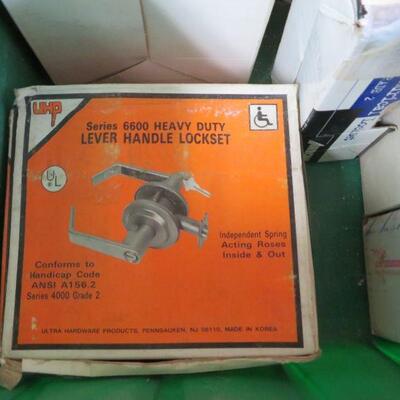 UHP
Series 6600 HEAVY DUTY
LEVER HANDLE LOCKSET
UL
Independent Spring
Acting Roses
Inside & Out
Conforms to
Handicap Code
ANSI A156.2
Series 4000 Grade 2
ULTRA HARDWARE PRODUCTS, PENNSAUKEN, NJ 08110, MADE IN KOREA